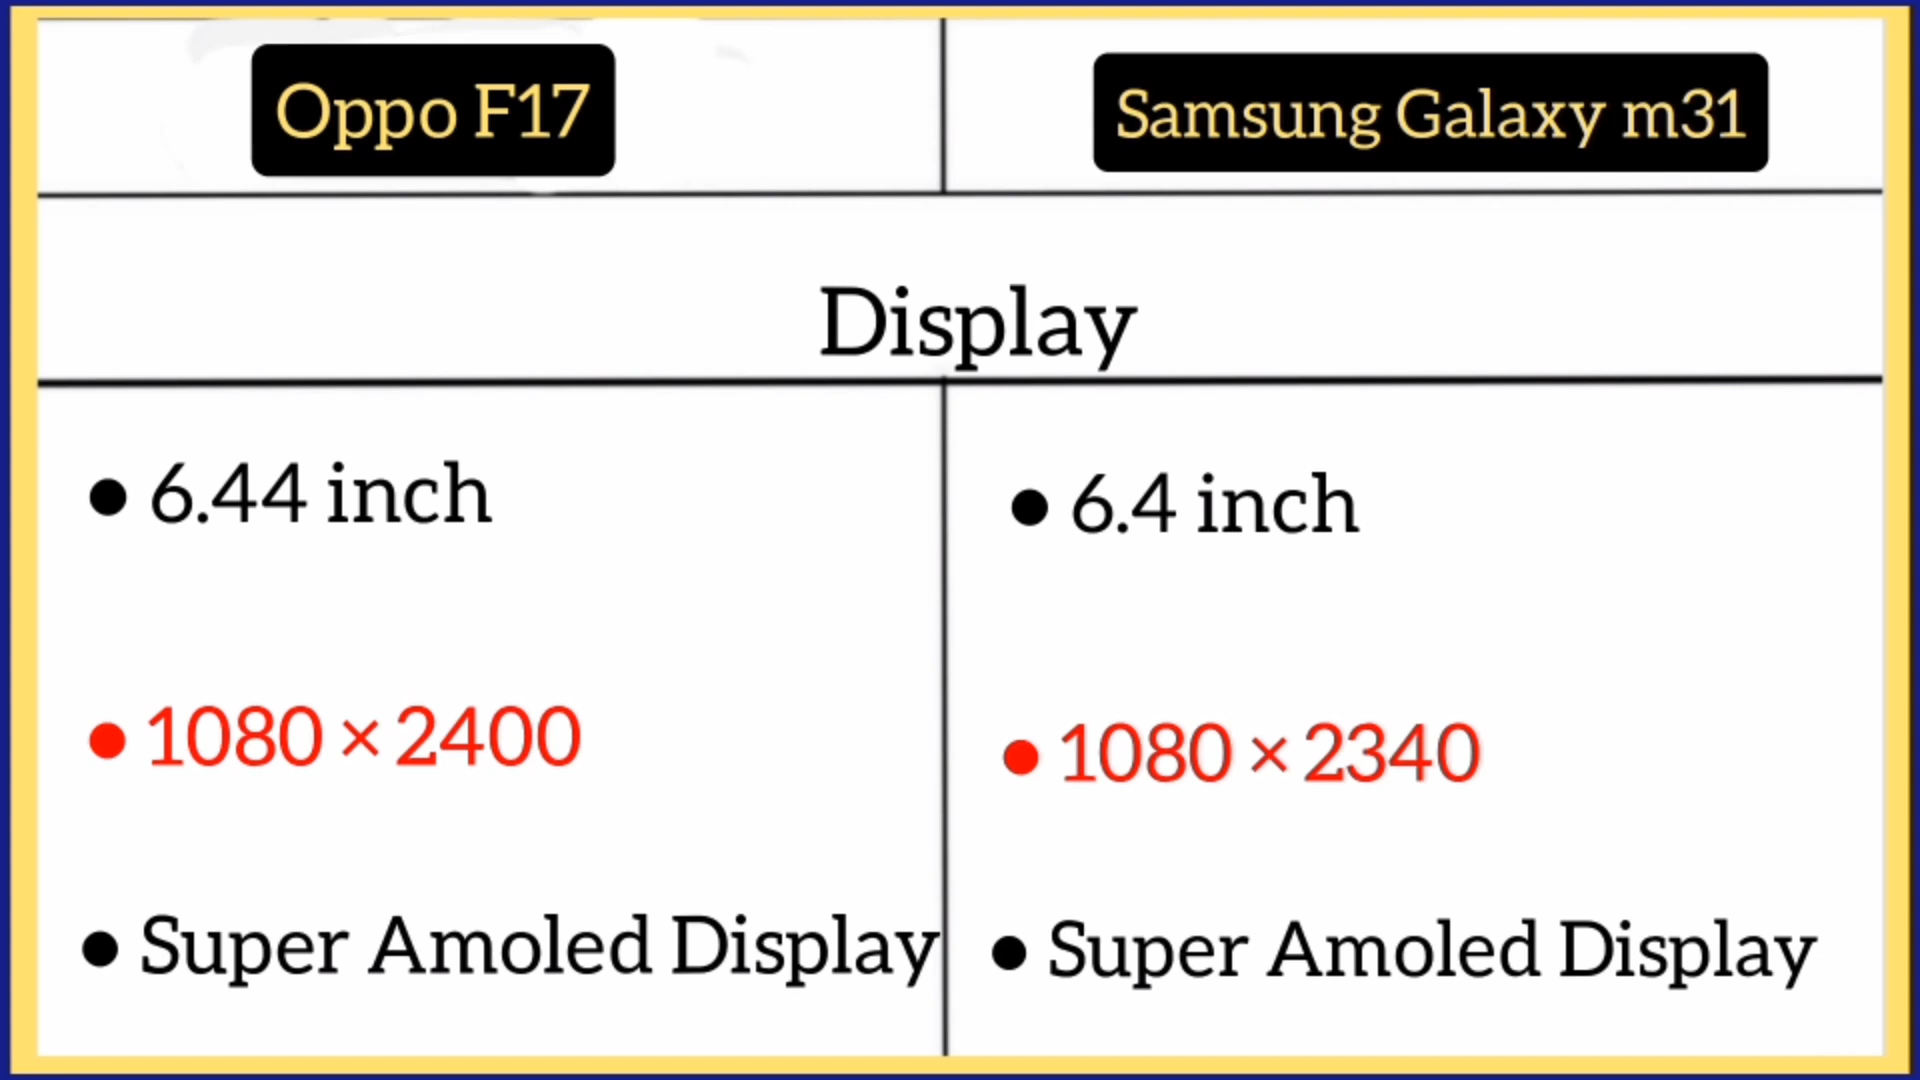 Oppo F17
Samsung Galaxy m31
Display
● 6.44 inch
● 6.4 inch
● 1080 × 2400
● 1080 × 2340
● Super Amoled Display
● Super Amoled Display